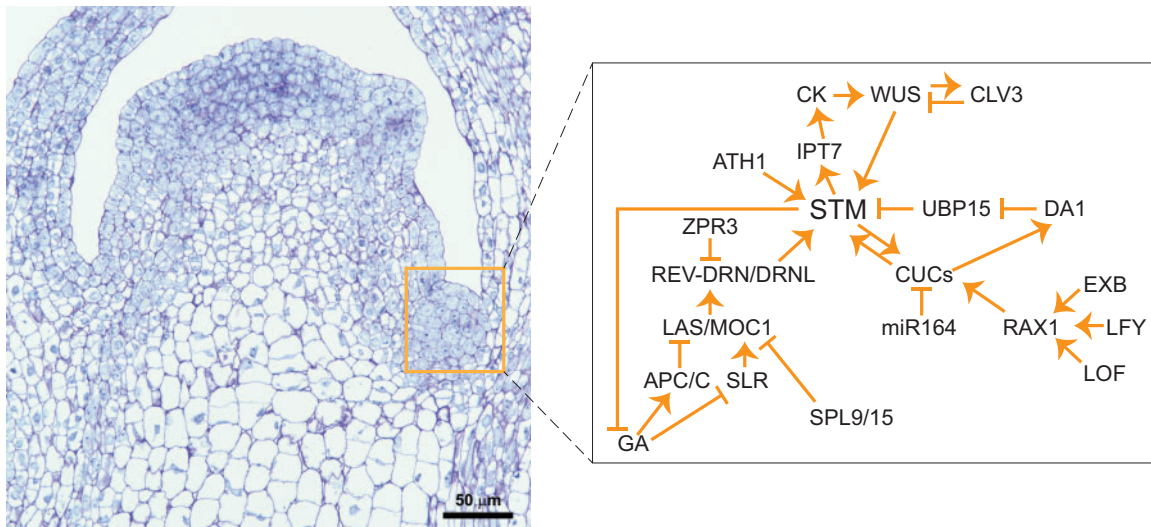 CK WUS CLV3
IPT7
ATH1
STM UBP15 DA1
ZPR3
REV-DRN/DRNL CUCs
EXB
LAS/MOC1 miR164 RAX1 LFY
LOF
APC/C SLR
SPL9/15
GA
50 µm